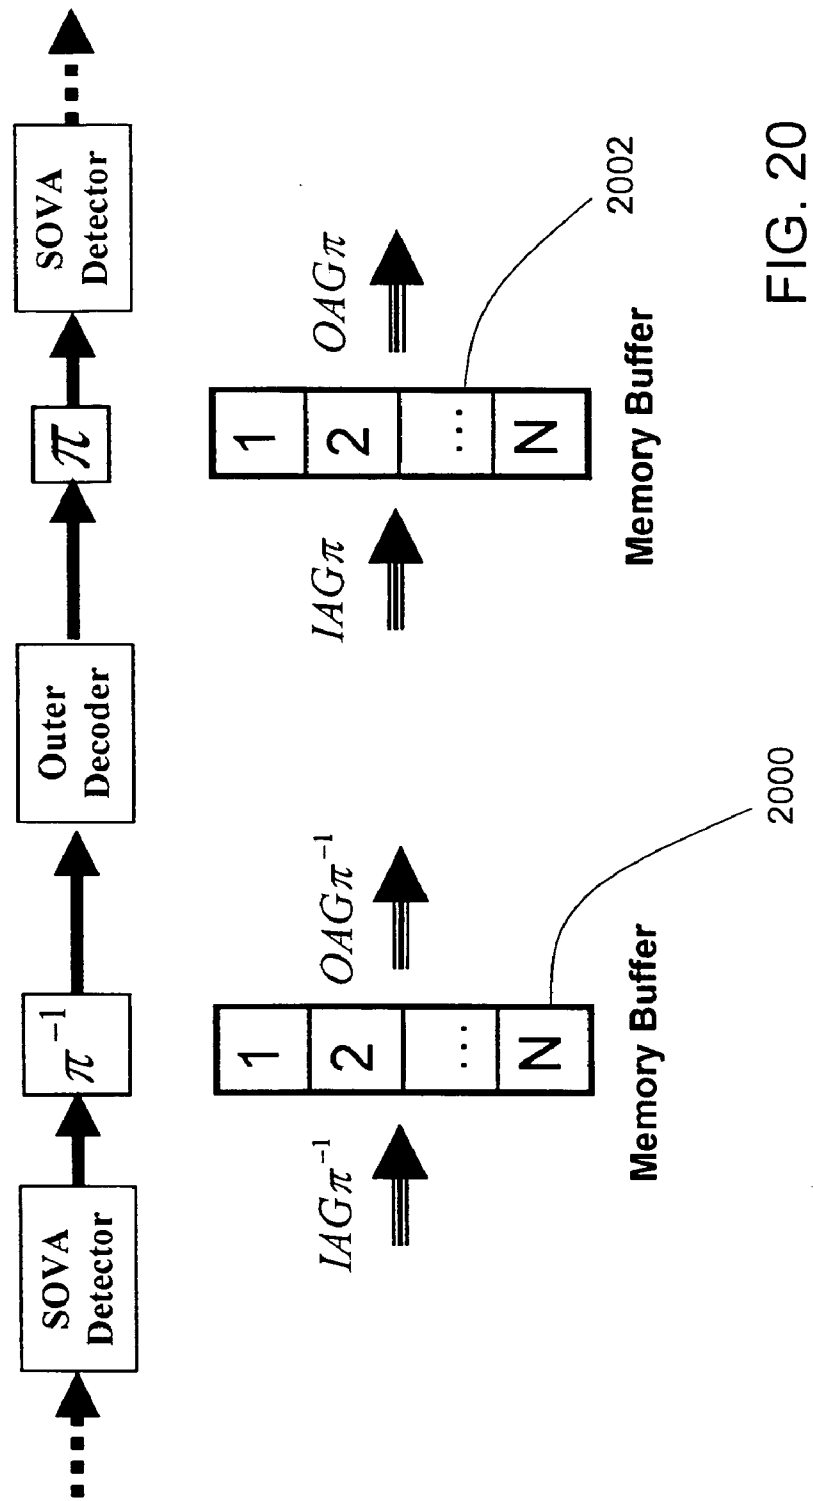 SOVA
Detector
π⁻¹
Outer
Decoder
π
SOVA
Detector
IAGπ⁻¹
1
2
...
N
OAGπ⁻¹
Memory Buffer
2000
IAGπ
1
2
...
N
OAGπ
Memory Buffer
2002
FIG. 20